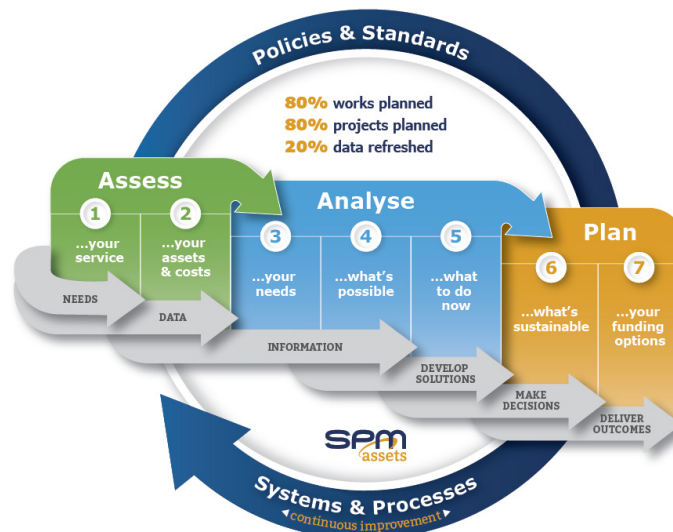 Policies & Standards
80% works planned
80% projects planned
20% data refreshed
Assess
1
...your
service
2
...your
assets
& costs
Analyse
3
...your
needs
4
...what's
possible
5
...what
to do
now
Plan
6
...what's
sustainable
7
...your
funding
options
NEEDS
DATA
INFORMATION
DEVELOP
SOLUTIONS
MAKE
DECISIONS
DELIVER
OUTCOMES
SPM
assets
Systems & Processes
continuous improvement